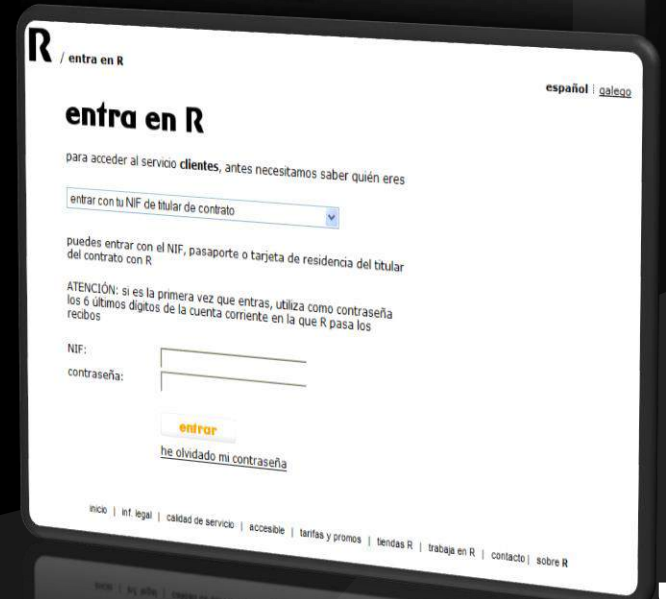 R / entra en R
español | galego
entra en R
para acceder al servicio clientes, antes necesitamos saber quién eres
entrar con tu NIF de titular de contrato
puedes entrar con el NIF, pasaporte o tarjeta de residencia del titular
del contrato con R
ATENCIÓN: si es la primera vez que entras, utiliza como contraseña
los 6 últimos dígitos de la cuenta corriente en la que R pasa los
recibos
NIF:
contraseña:
entrar
he olvidado mi contraseña
inicio | inf. legal | calidad de servicio | accesible | tarifas y promos | tiendas R | trabaja en R | contacto | sobre R